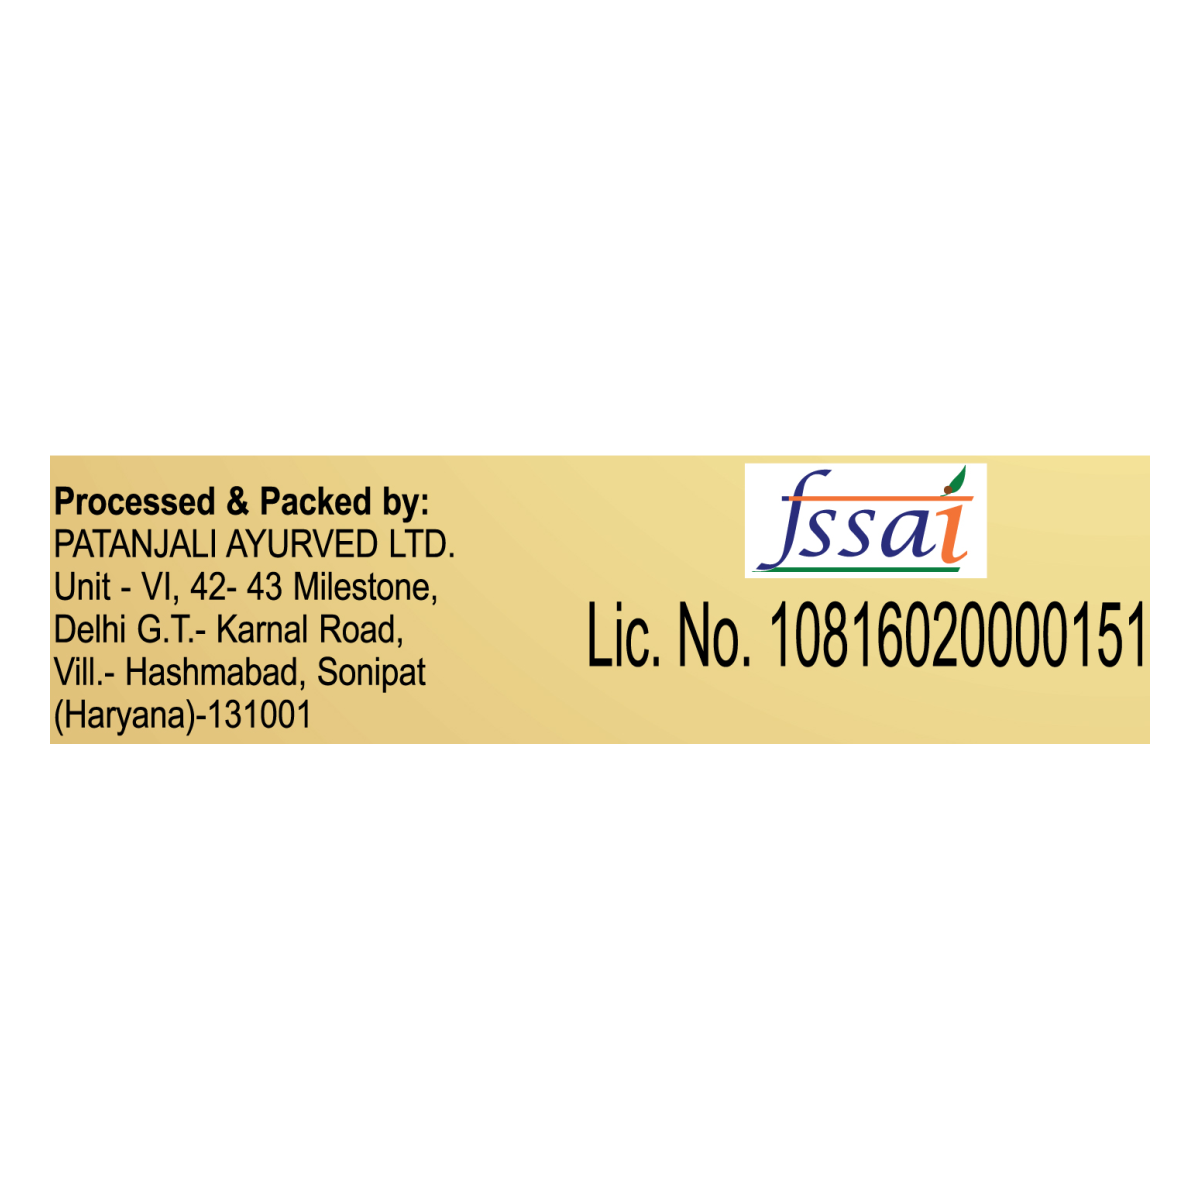 Processed & Packed by:
PATANJALI AYURVED LTD.
Unit - VI, 42- 43 Milestone,
Delhi G.T.- Karnal Road,
Vill.- Hashmabad, Sonipat
(Haryana)-131001
fssai
Lic. No. 10816020000151